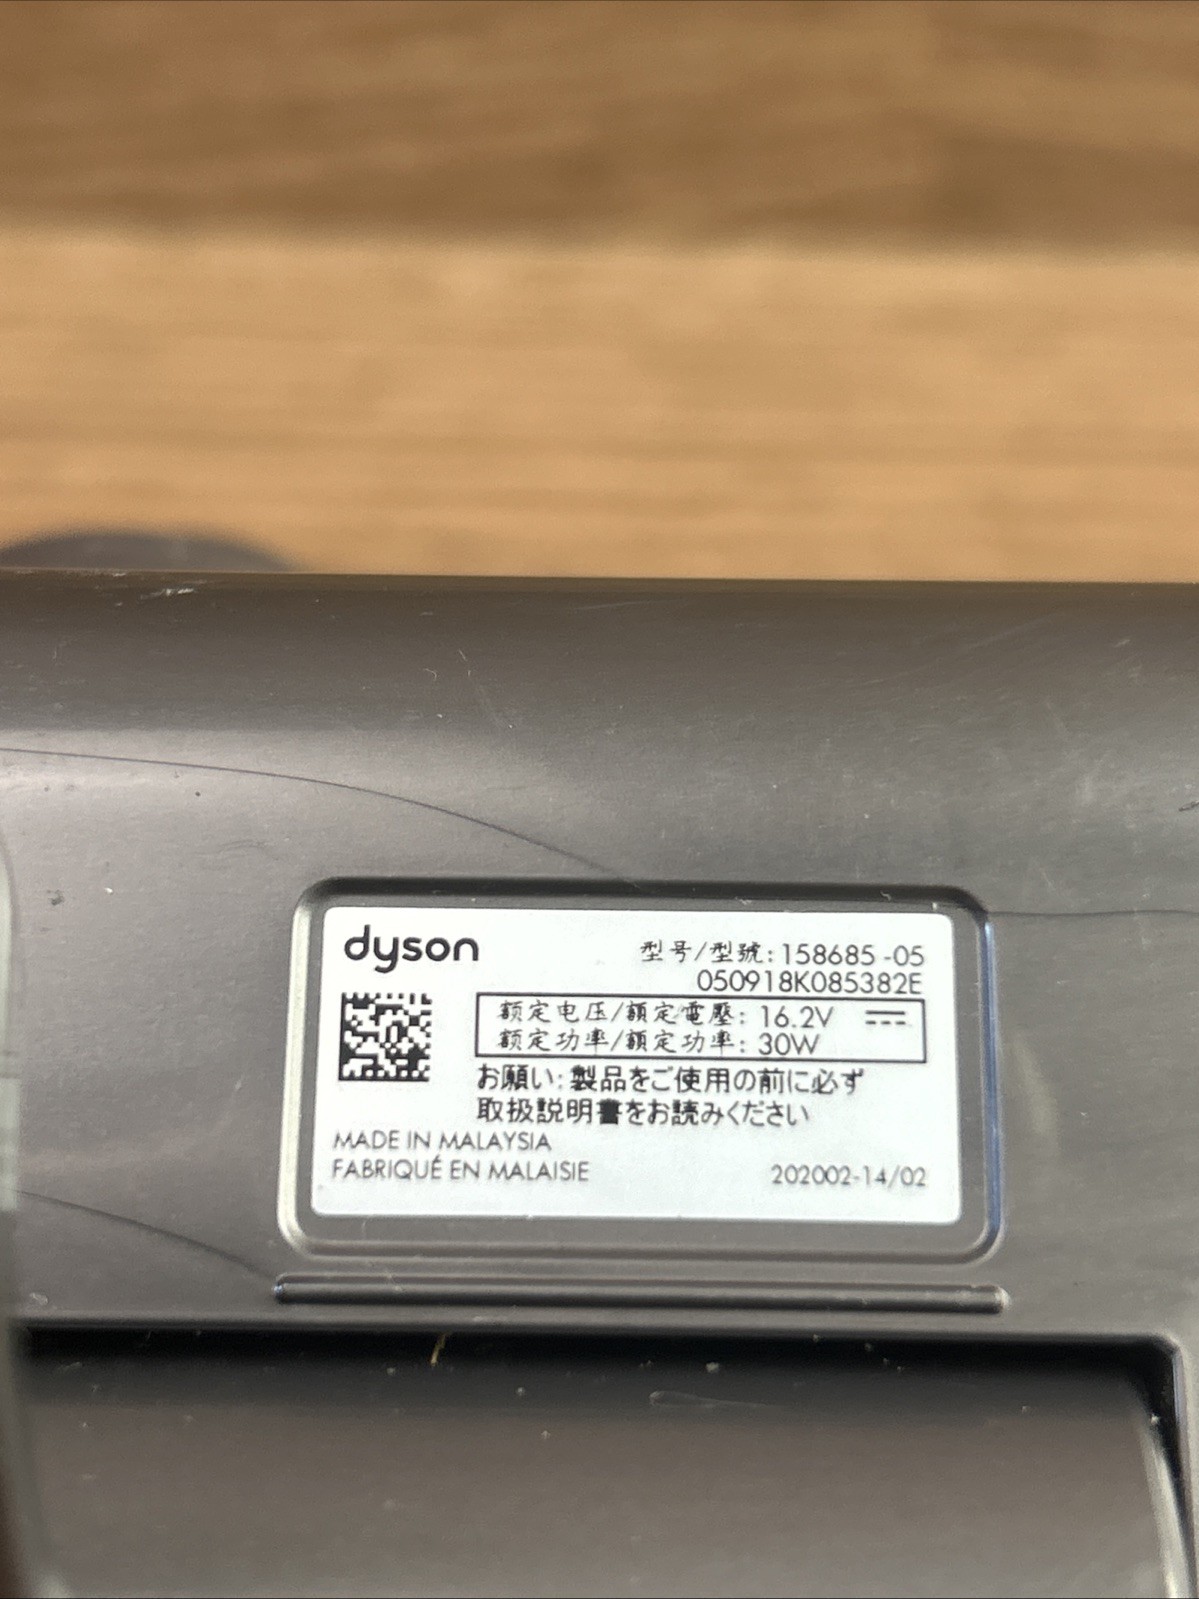 dyson
型号/型號: 158685-05
050918K085382E
额定电压/額定電壓: 16.2V
额定功率/額定功率: 30W
お願い: 製品をご使用の前に必ず
取扱説明書をお読みください
MADE IN MALAYSIA
FABRIQUÉ EN MALAISIE
202002-14/02